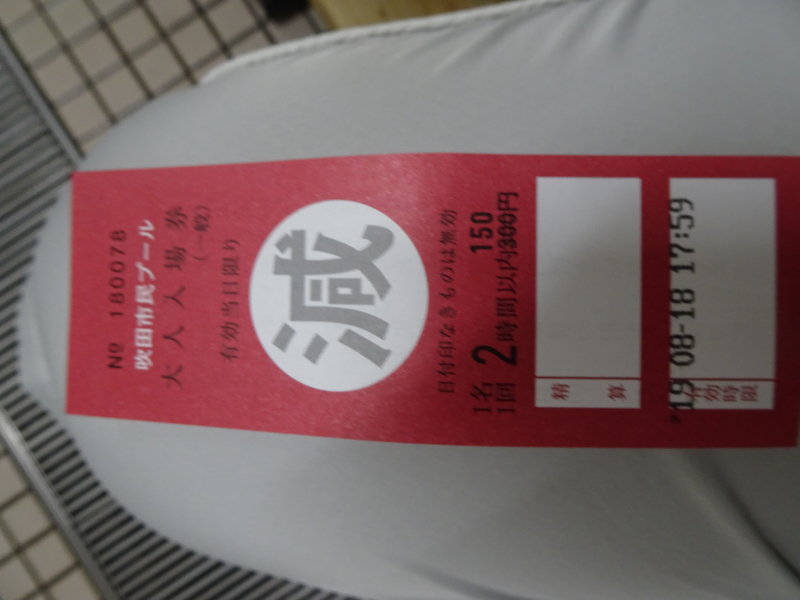 No 180078
吹田市民プール
大人入場券
(一般)
有効当日限り
減
日付印なきものは無効
1名
1回
2時間以内300円
150
精算
'19 08-18 17:59
有効時限